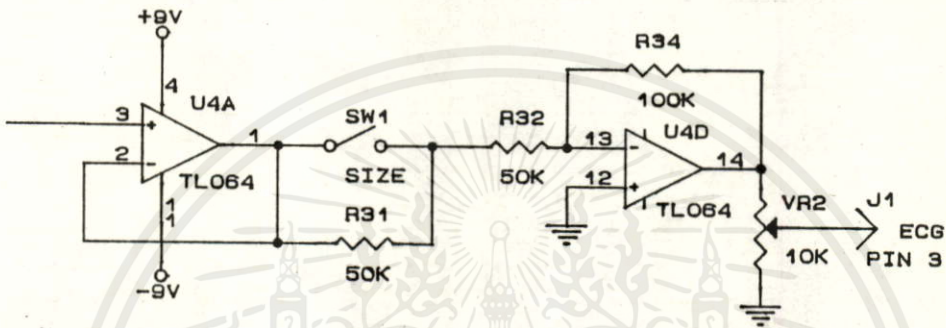 +9V
4
U4A
3
+
1
2
-
TL064
1
1
-9V
SW1
SIZE
R31
50K
R32
50K
R34
100K
13
-
U4D
12
+
14
TL064
VR2
10K
J1
ECG
PIN 3